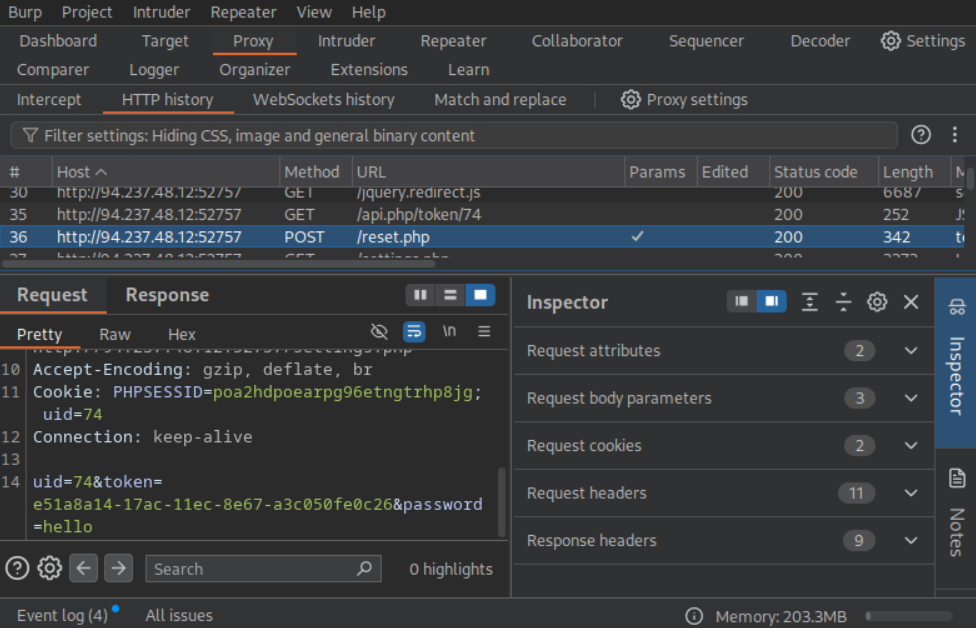 Burp Project Intruder Repeater View Help
Dashboard Target Proxy Intruder Repeater Collaborator Sequencer Decoder Settings
Comparer Logger Organizer Extensions Learn
Intercept HTTP history WebSockets history Match and replace Proxy settings
Filter settings: Hiding CSS, image and general binary content
# Host Method URL Params Edited Status code Length M
30 http://94.237.48.12:52757 GET /jquery.redirect.js 200 6687 s
35 http://94.237.48.12:52757 GET /api.php/token/74 200 252 JS
36 http://94.237.48.12:52757 POST /reset.php ✓ 200 342 te
Request Response
Pretty Raw Hex \n
10 Accept-Encoding: gzip, deflate, br
11 Cookie: PHPSESSID=poa2hdpoearpg96etngtrhp8jg;
uid=74
12 Connection: keep-alive
13
14 uid=74&token=
e51a8a14-17ac-11ec-8e67-a3c050fe0c26&password
=hello
Search 0 highlights
Inspector
Request attributes 2
Request body parameters 3
Request cookies 2
Request headers 11
Response headers 9
Inspector
Notes
Event log (4) All issues Memory: 203.3MB